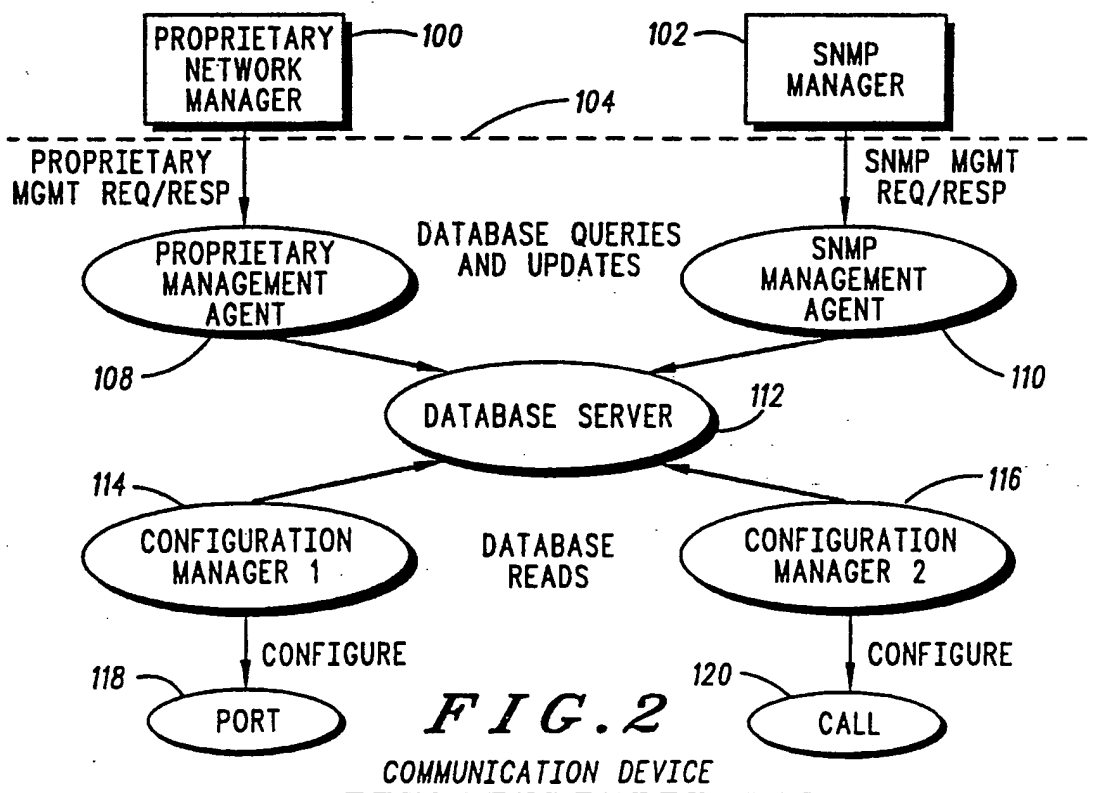 PROPRIETARY
NETWORK
MANAGER
100
102
SNMP
MANAGER
104
PROPRIETARY
MGMT REQ/RESP
SNMP MGMT
REQ/RESP
PROPRIETARY
MANAGEMENT
AGENT
DATABASE QUERIES
AND UPDATES
SNMP
MANAGEMENT
AGENT
108
110
DATABASE SERVER
112
114
116
CONFIGURATION
MANAGER 1
DATABASE
READS
CONFIGURATION
MANAGER 2
CONFIGURE
CONFIGURE
118
PORT
120
CALL
FIG.2
COMMUNICATION DEVICE